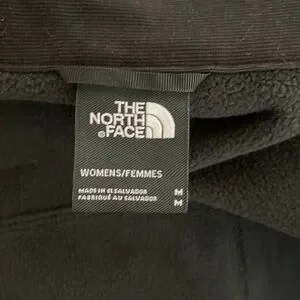 THE
NORTH
FACE®
WOMENS/FEMMES
MADE IN EL SALVADOR M
FABRIQUÉ AU SALVADOR M